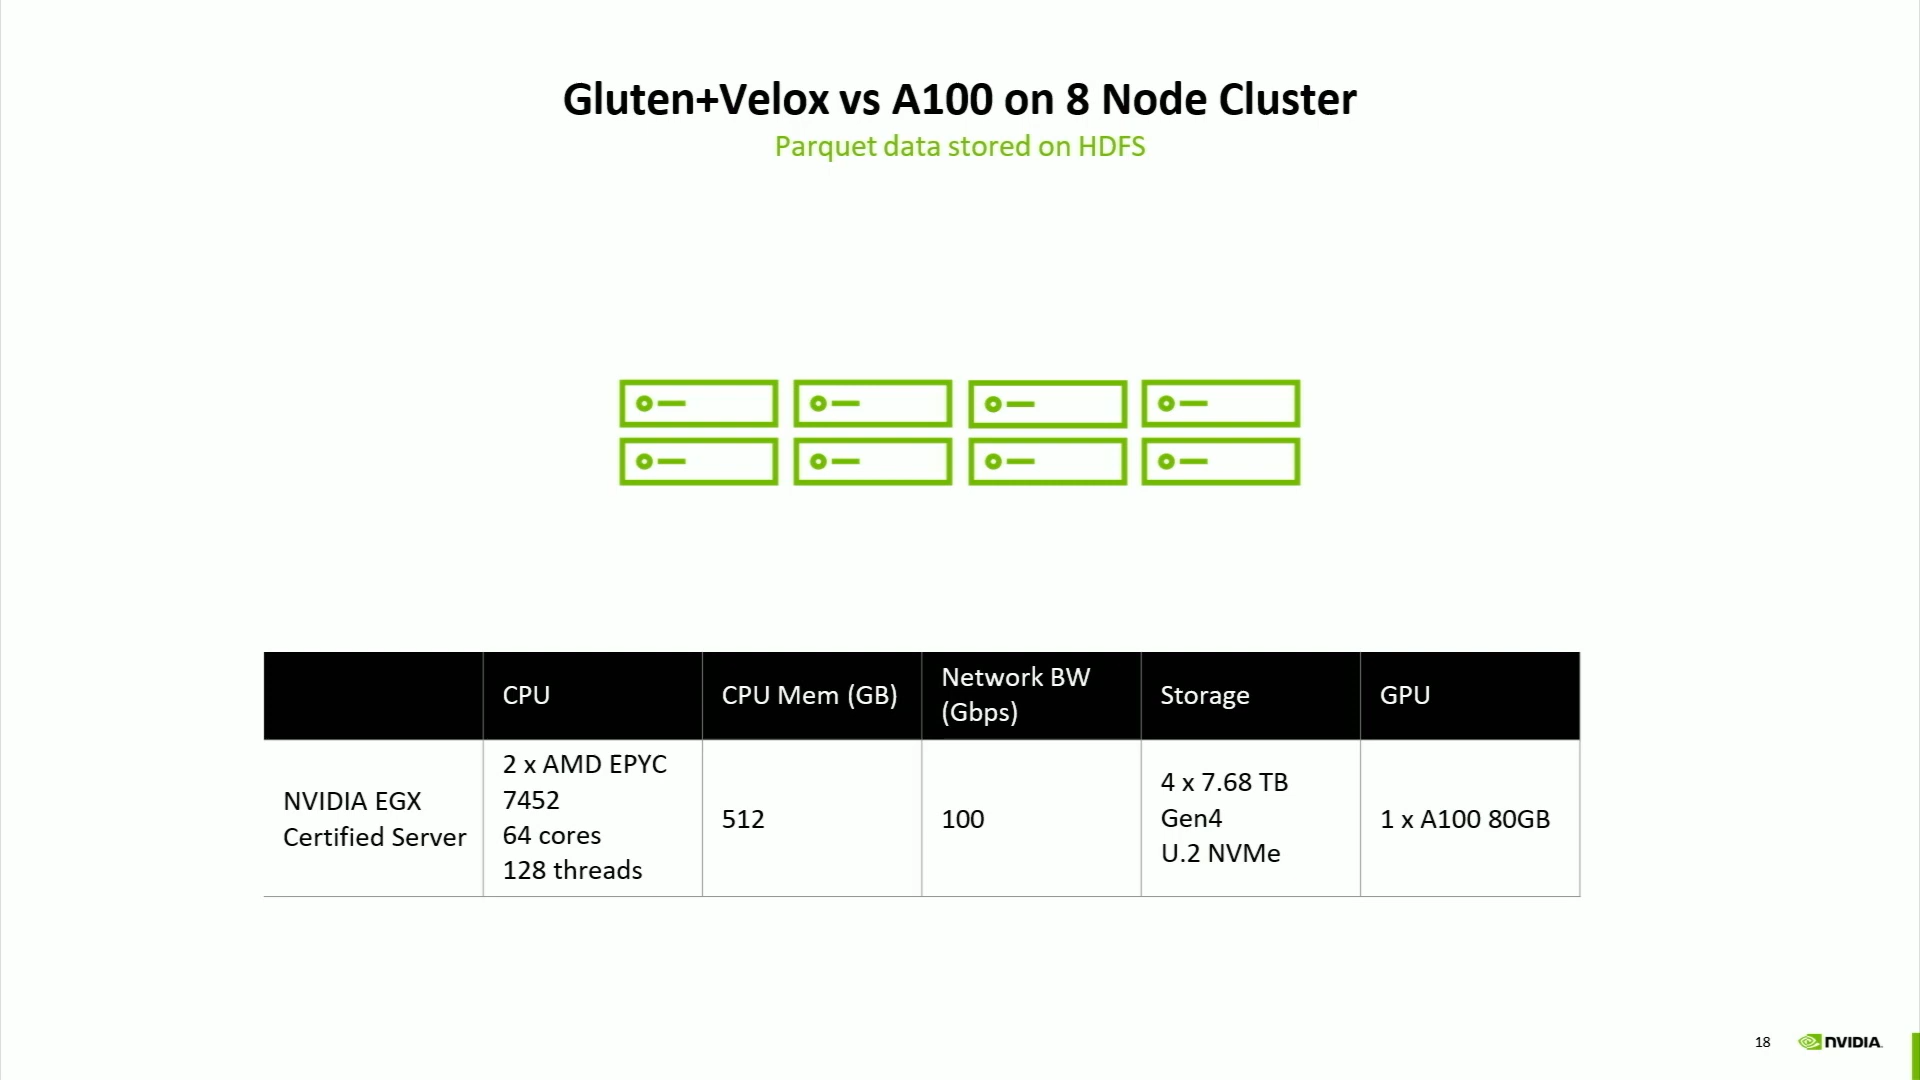 Gluten+Velox vs A100 on 8 Node Cluster
Parquet data stored on HDFS
CPU
CPU Mem (GB)
Network BW
(Gbps)
Storage
GPU
NVIDIA EGX
Certified Server
2 x AMD EPYC
7452
64 cores
128 threads
512
100
4 x 7.68 TB
Gen4
U.2 NVMe
1 x A100 80GB
18
NVIDIA.